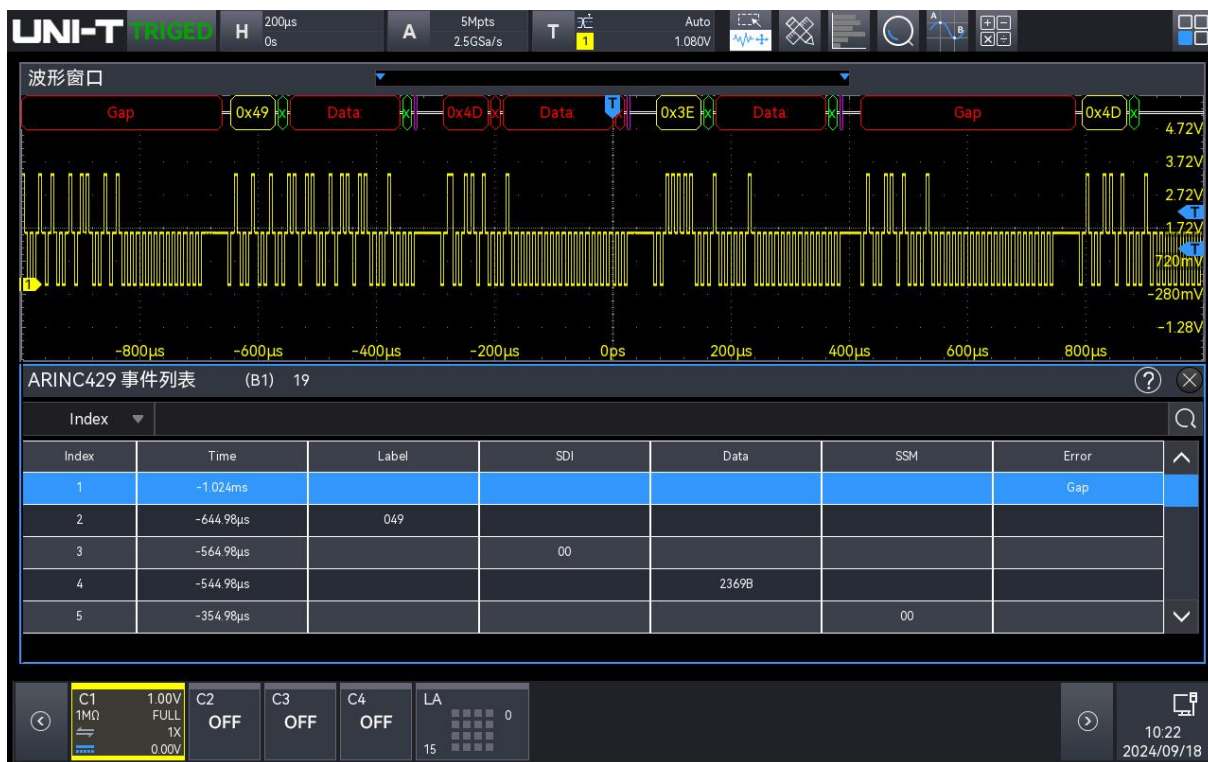 UNI-T TRIGED H 200μs 0s A 5Mpts 2.5GSa/s T 1 Auto 1.080V
波形窗口
Gap 0x49 X Data: X 0x4D X Data: 0x3E X Data: X Gap 0x4D X
T
4.72V
3.72V
2.72V
T
1.72V
T
720mV
1
-280mV
-1.28V
-800μs -600μs -400μs -200μs 0ps 200μs 400μs 600μs 800μs
ARINC429 事件列表 (B1) 19
Index
Index Time Label SDI Data SSM Error
1 -1.024ms Gap
2 -644.98μs 049
3 -564.98μs 00
4 -544.98μs 2369B
5 -354.98μs 00
C1 1.00V C2 C3 C4 LA
1MΩ FULL OFF OFF OFF 0
1X
0.00V 15
10:22
2024/09/18